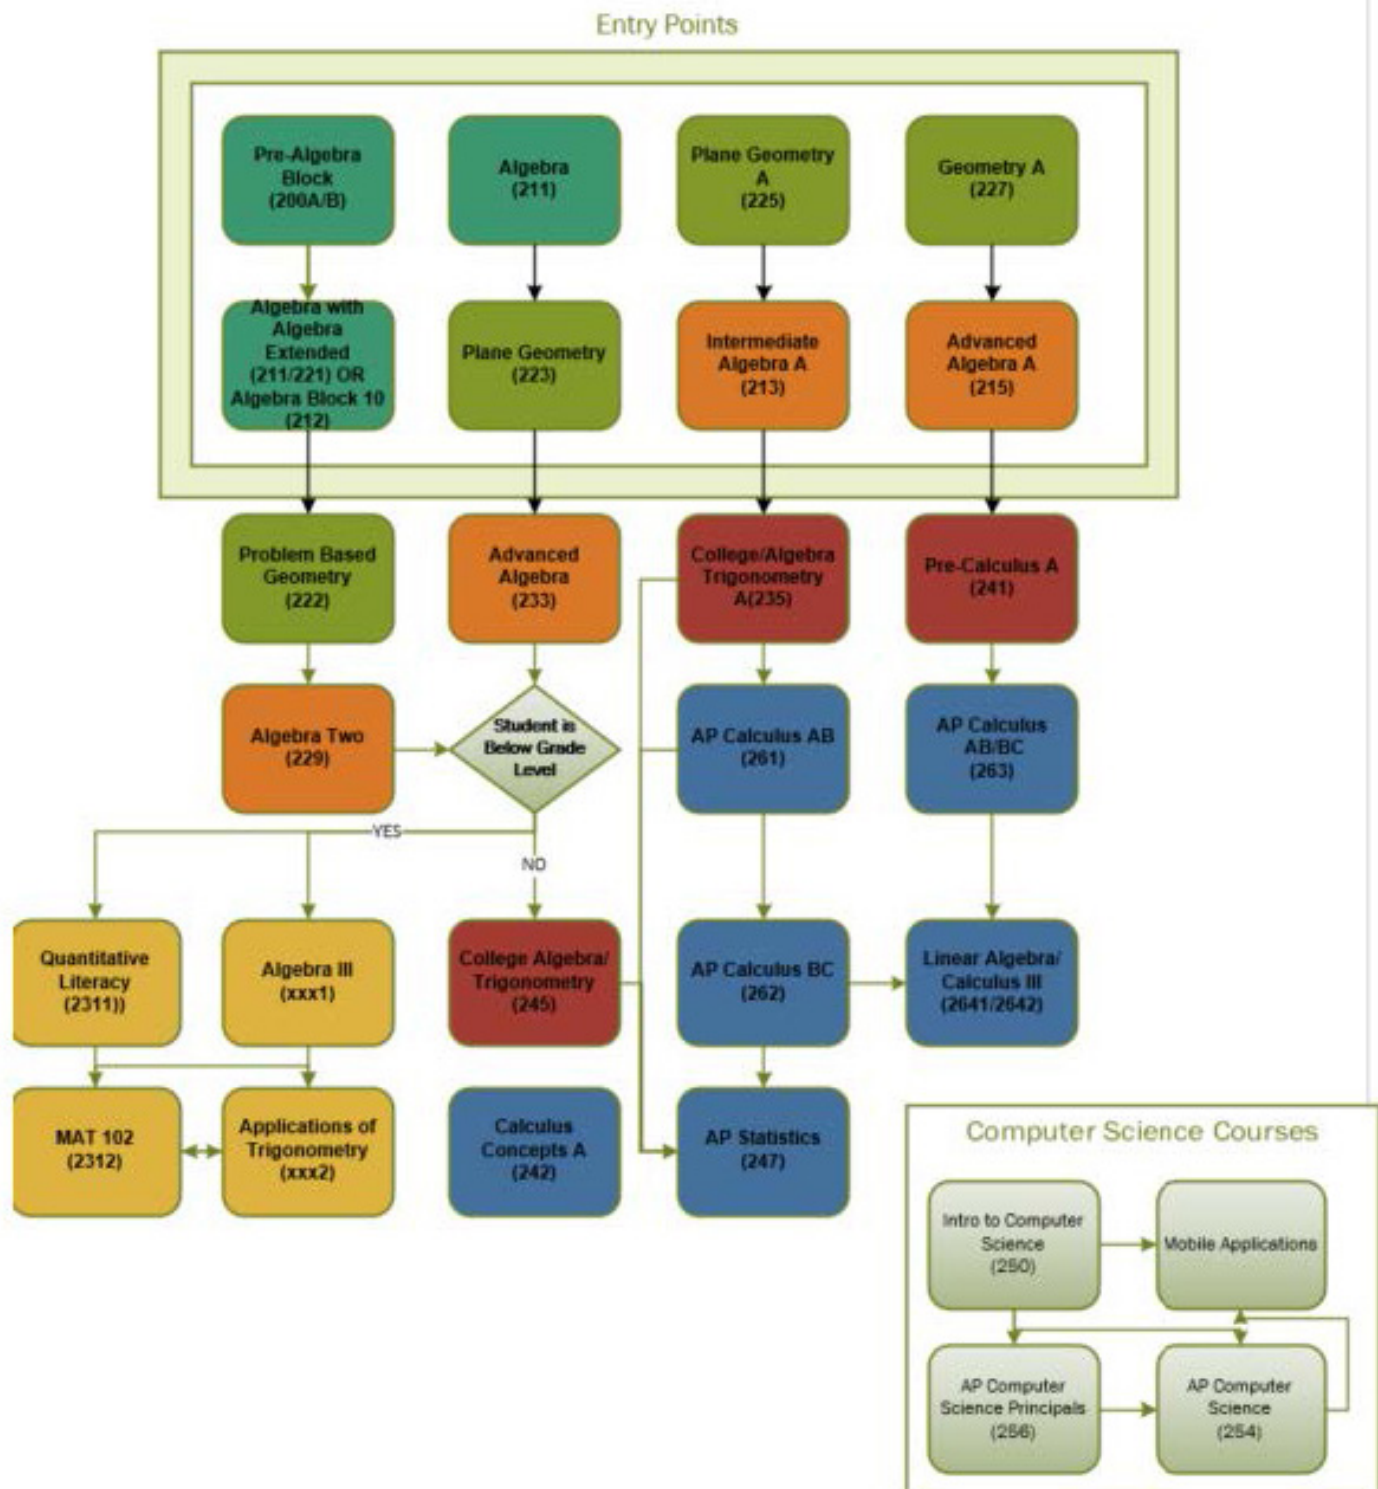 Entry Points
Pre-Algebra
Block
(200A/B)
Algebra
(211)
Plane Geometry
A
(225)
Geometry A
(227)
Algebra with
Algebra
Extended
(211/221) OR
Algebra Block 10
(212)
Plane Geometry
(223)
Intermediate
Algebra A
(213)
Advanced
Algebra A
(215)
Problem Based
Geometry
(222)
Advanced
Algebra
(233)
College/Algebra
Trigonometry
A(235)
Pre-Calculus A
(241)
Algebra Two
(229)
Student is
Below Grade
Level
AP Calculus AB
(261)
AP Calculus
AB/BC
(263)
YES
NO
Quantitative
Literacy
(2311))
Algebra III
(xxx1)
College Algebra/
Trigonometry
(245)
AP Calculus BC
(262)
Linear Algebra/
Calculus III
(2641/2642)
MAT 102
(2312)
Applications of
Trigonometry
(xxx2)
Calculus
Concepts A
(242)
AP Statistics
(247)
Computer Science Courses
Intro to Computer
Science
(250)
Mobile Applications
AP Computer
Science Principals
(256)
AP Computer
Science
(254)